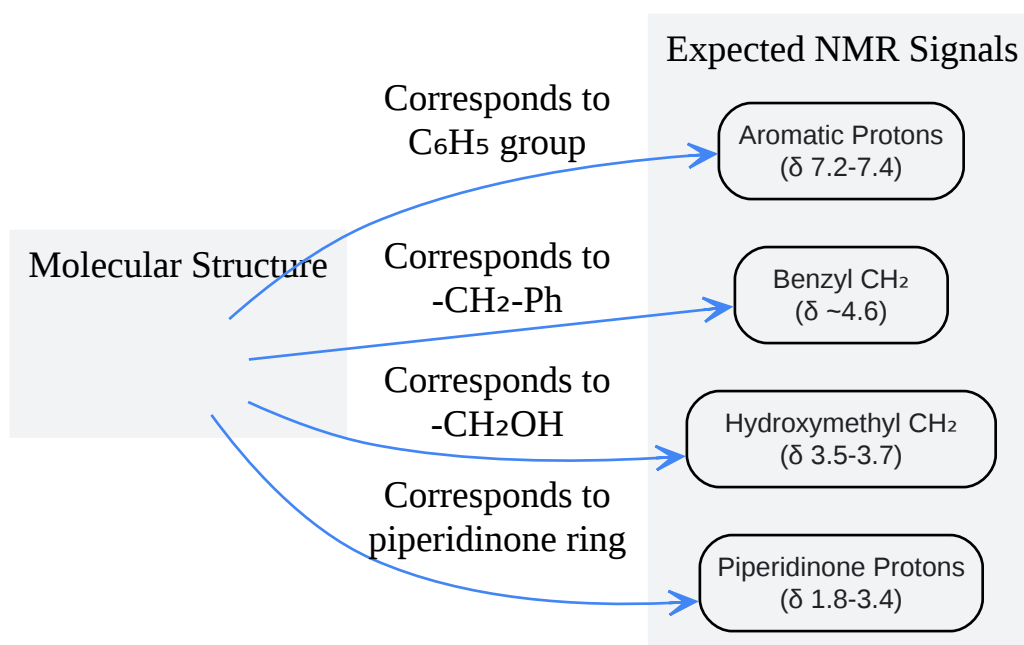 Expected NMR Signals
Corresponds to
C₆H₅ group
Aromatic Protons
(δ 7.2-7.4)
Molecular Structure
Corresponds to
-CH₂-Ph
Benzyl CH₂
(δ ~4.6)
Corresponds to
-CH₂OH
Hydroxymethyl CH₂
(δ 3.5-3.7)
Corresponds to
piperidinone ring
Piperidinone Protons
(δ 1.8-3.4)